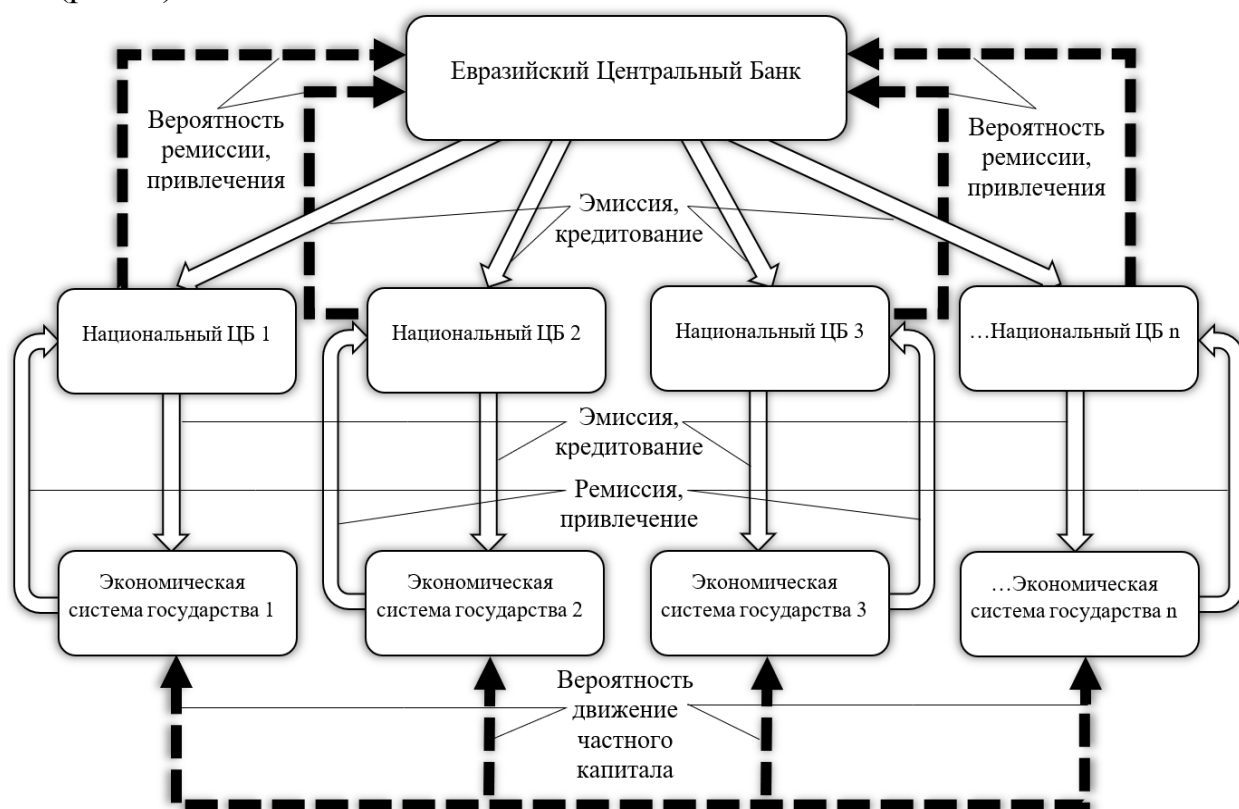 Евразийский Центральный Банк
Вероятность
ремиссии,
привлечения
Вероятность
ремиссии,
привлечения
Эмиссия,
кредитование
Национальный ЦБ 1
Национальный ЦБ 2
Национальный ЦБ 3
…Национальный ЦБ n
Эмиссия,
кредитование
Ремиссия,
привлечение
Экономическая
система государства 1
Экономическая
система государства 2
Экономическая
система государства 3
…Экономическая
система государства n
Вероятность
движение
частного
капитала